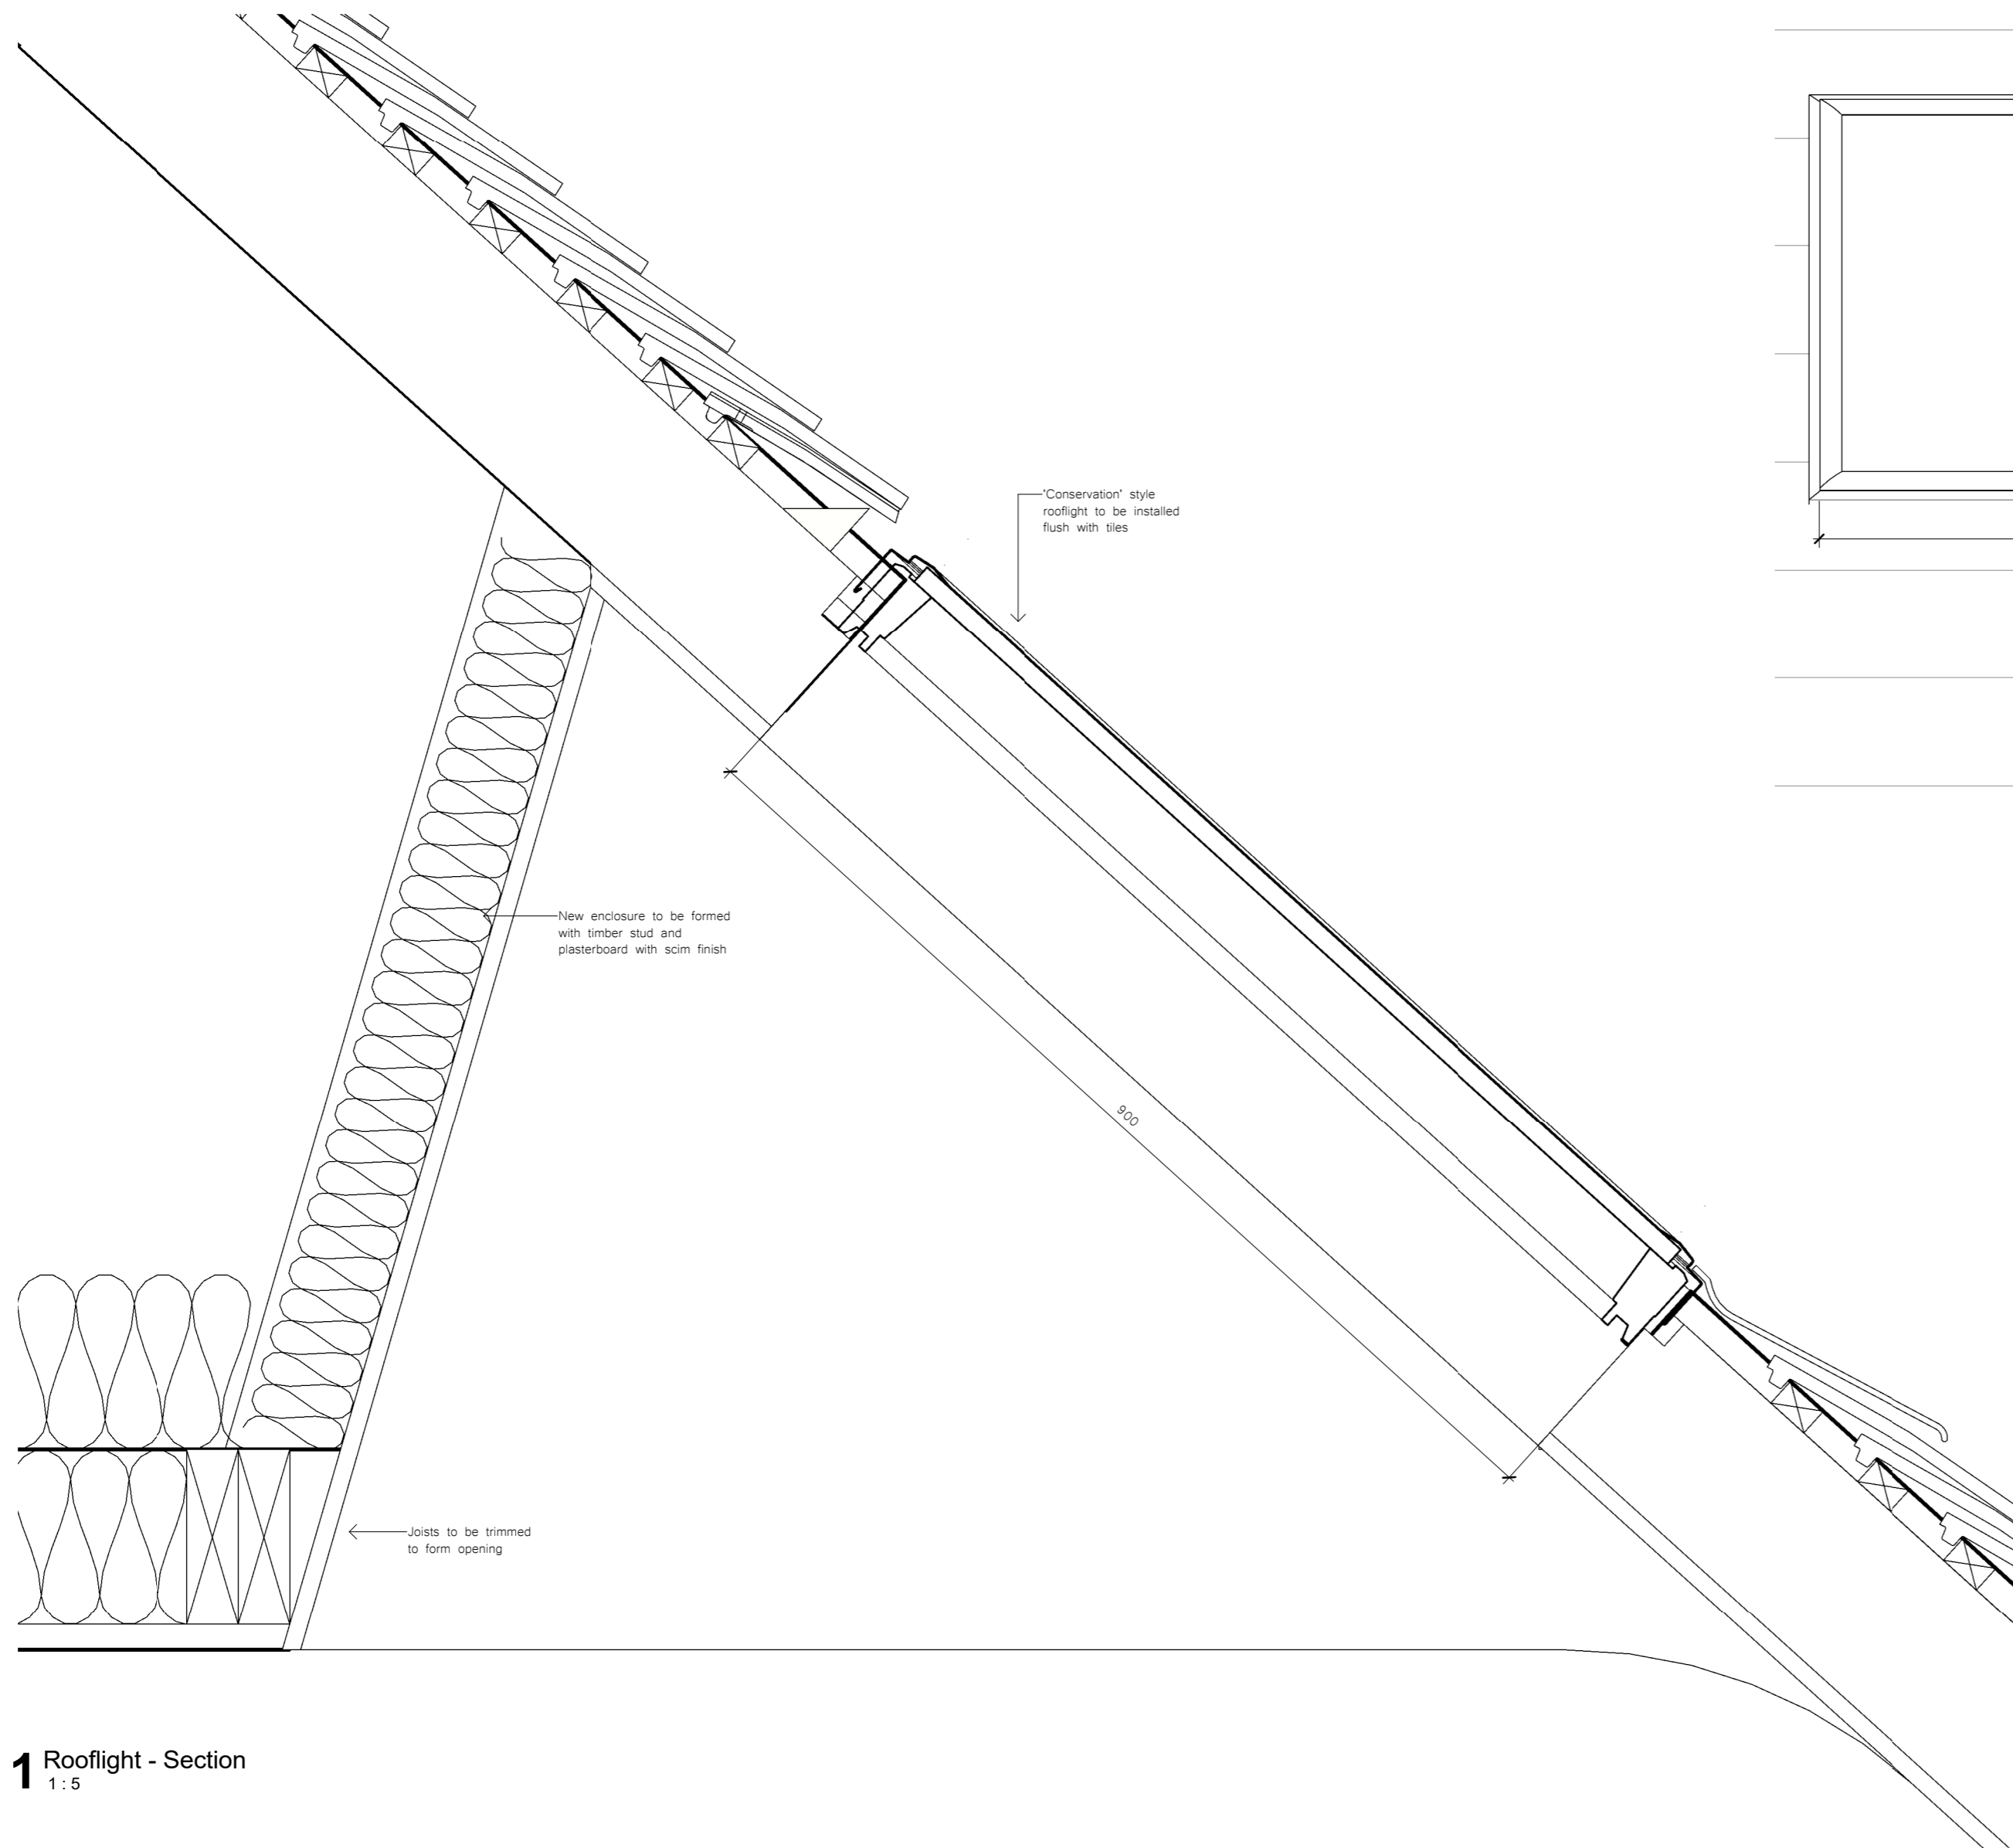 'Conservation' style
rooflight to be installed
flush with tiles
New enclosure to be formed
with timber stud and
plasterboard with scim finish
900
Joists to be trimmed
to form opening
1 Rooflight - Section
1 : 5